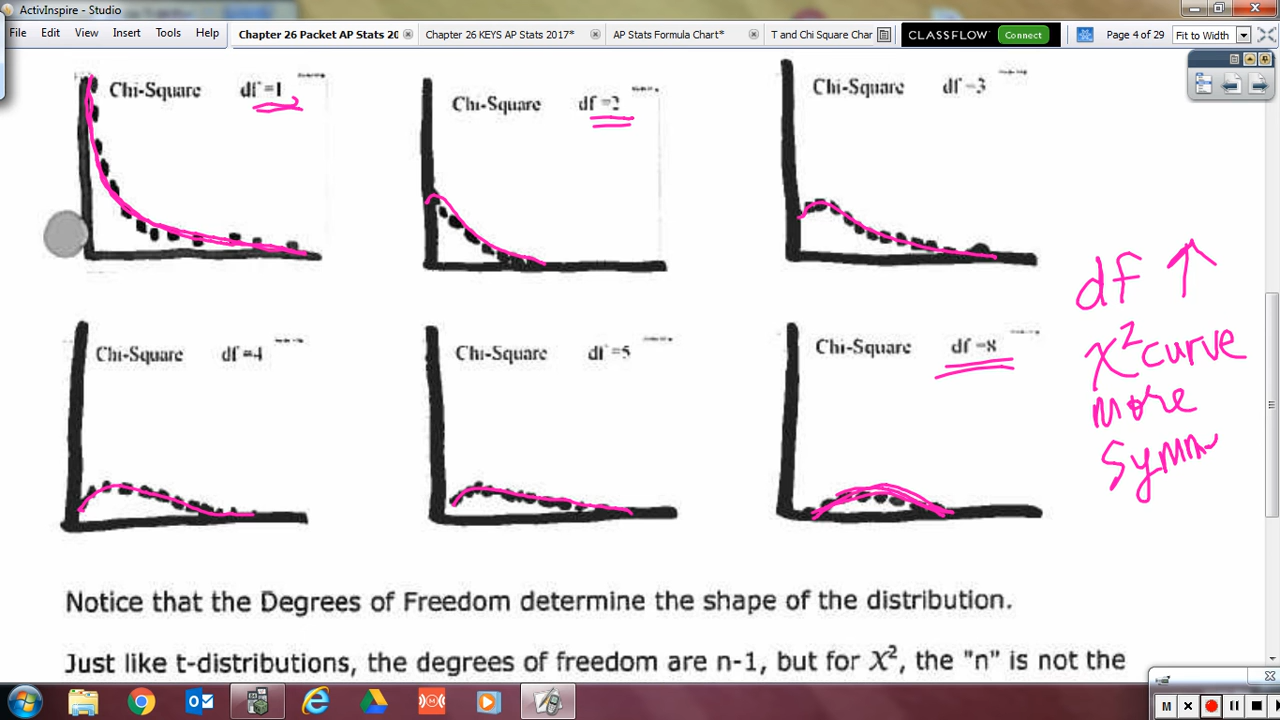 ActivInspire - Studio
File Edit View Insert Tools Help
Chapter 26 Packet AP Stats 20
Chapter 26 KEYS AP Stats 2017*
AP Stats Formula Chart*
T and Chi Square Char
CLASSFLOW Connect
Page 4 of 29
Fit to Width
Chi-Square df =1
Chi-Square df =2
Chi-Square df =3
df ↑
χ² curve
more
symm
Chi-Square df =4
Chi-Square df =5
Chi-Square df =8
Notice that the Degrees of Freedom determine the shape of the distribution.
Just like t-distributions, the degrees of freedom are n-1, but for X², the "n" is not the
M